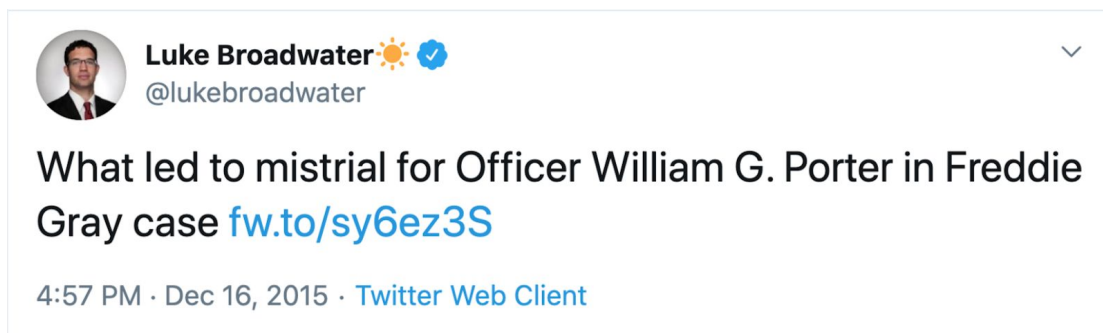 Luke Broadwater
@lukebroadwater
What led to mistrial for Officer William G. Porter in Freddie
Gray case fw.to/sy6ez3S
4:57 PM · Dec 16, 2015 · Twitter Web Client